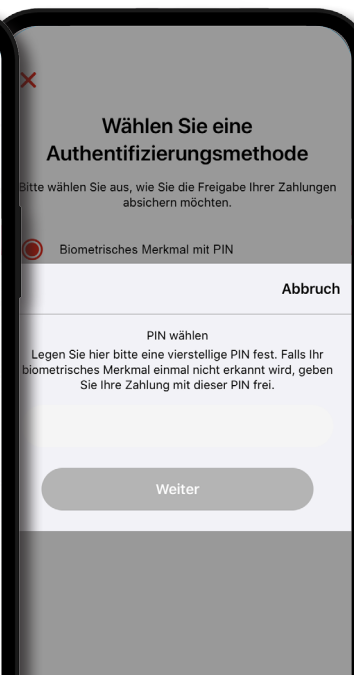 Wählen Sie eine
Authentifizierungsmethode
Bitte wählen Sie aus, wie Sie die Freigabe Ihrer Zahlungen
absichern möchten.
Biometrisches Merkmal mit PIN
Abbruch
PIN wählen
Legen Sie hier bitte eine vierstellige PIN fest. Falls Ihr
biometrisches Merkmal einmal nicht erkannt wird, geben
Sie Ihre Zahlung mit dieser PIN frei.
Weiter